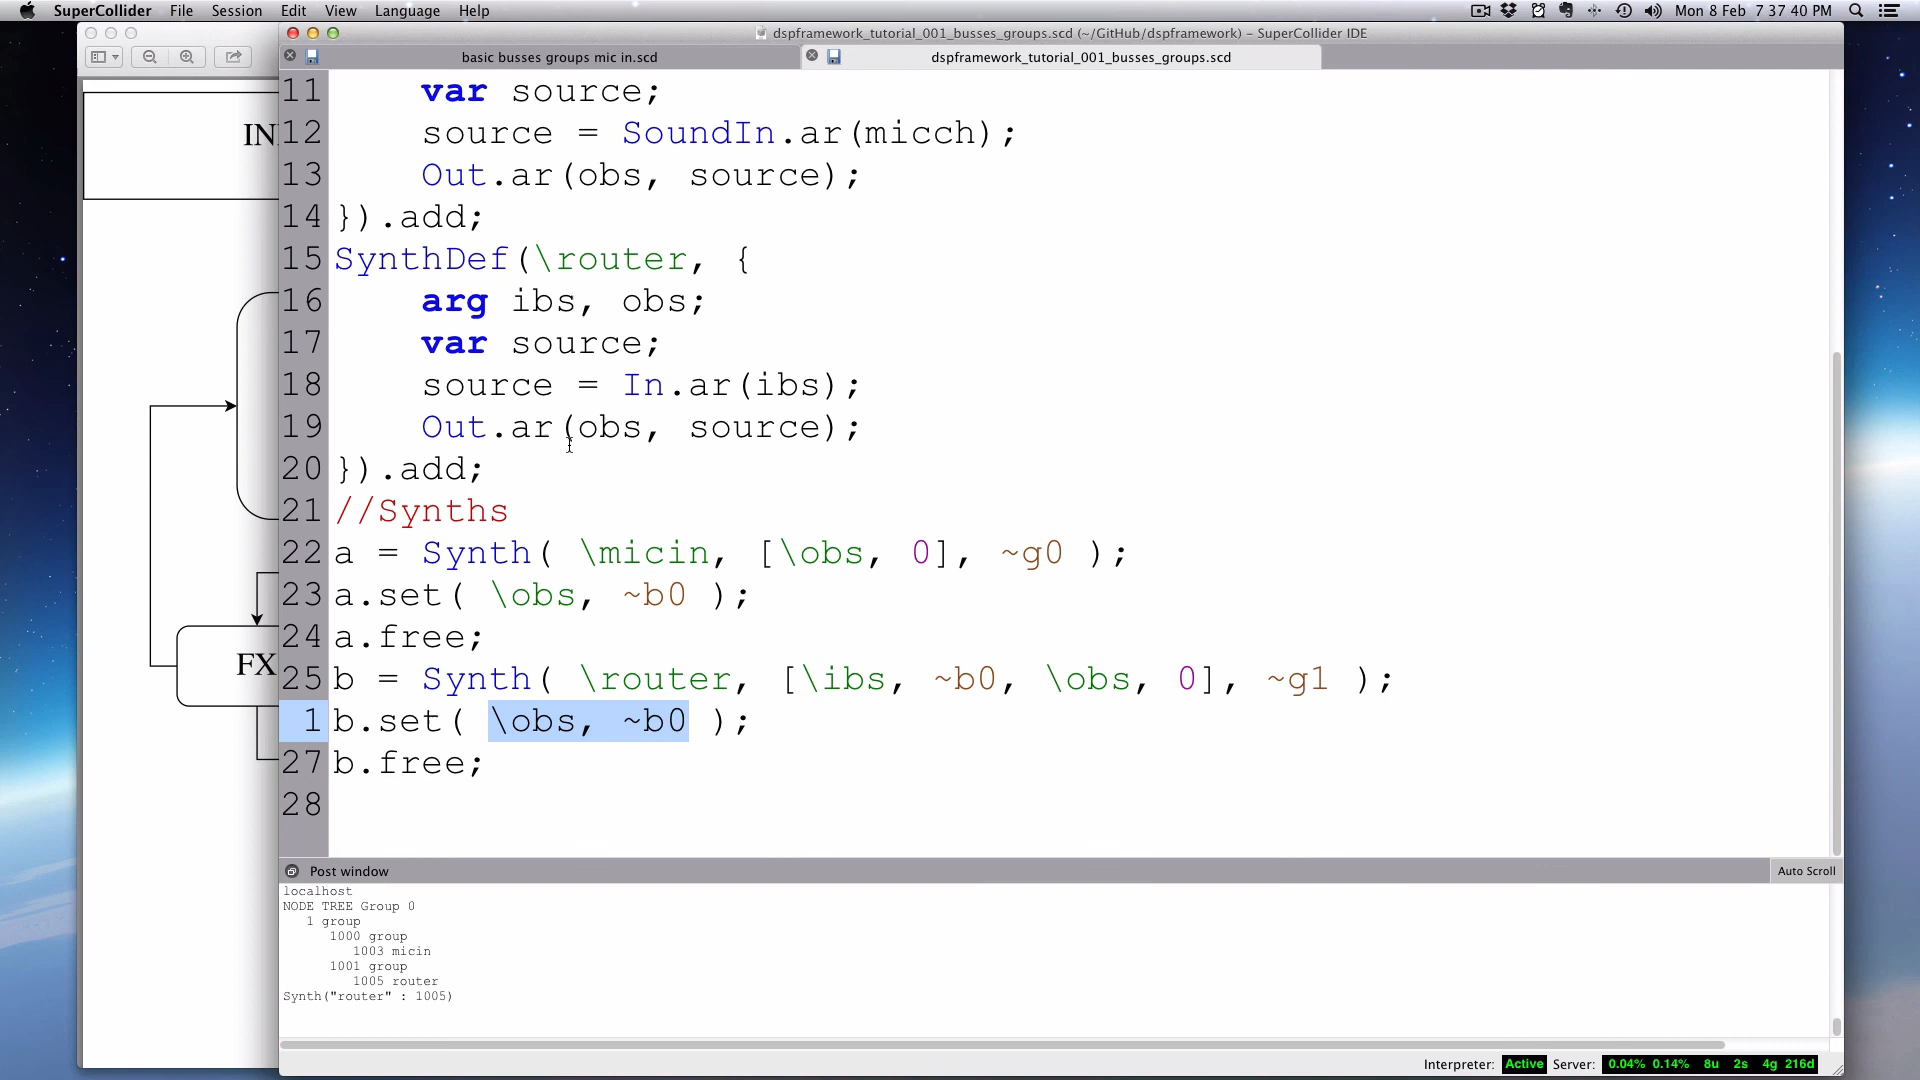 SuperCollider File Session Edit View Language Help Mon 8 Feb 7 37 40 PM
dspframework_tutorial_001_busses_groups.scd (~/GitHub/dspframework) – SuperCollider IDE
basic busses groups mic in.scd dspframework_tutorial_001_busses_groups.scd
IN
FX
11 var source;
12 source = SoundIn.ar(micch);
13 Out.ar(obs, source);
14 }).add;
15 SynthDef(\router, {
16 arg ibs, obs;
17 var source;
18 source = In.ar(ibs);
19 Out.ar(obs, source);
20 }).add;
21 //Synths
22 a = Synth( \micin, [\obs, 0], ~g0 );
23 a.set( \obs, ~b0 );
24 a.free;
25 b = Synth( \router, [\ibs, ~b0, \obs, 0], ~g1 );
1 b.set( \obs, ~b0 );
27 b.free;
28
Post window Auto Scroll
localhost
NODE TREE Group 0
1 group
1000 group
1003 micin
1001 group
1005 router
Synth("router" : 1005)
Interpreter: Active Server: 0.04% 0.14% 8u 2s 4g 216d